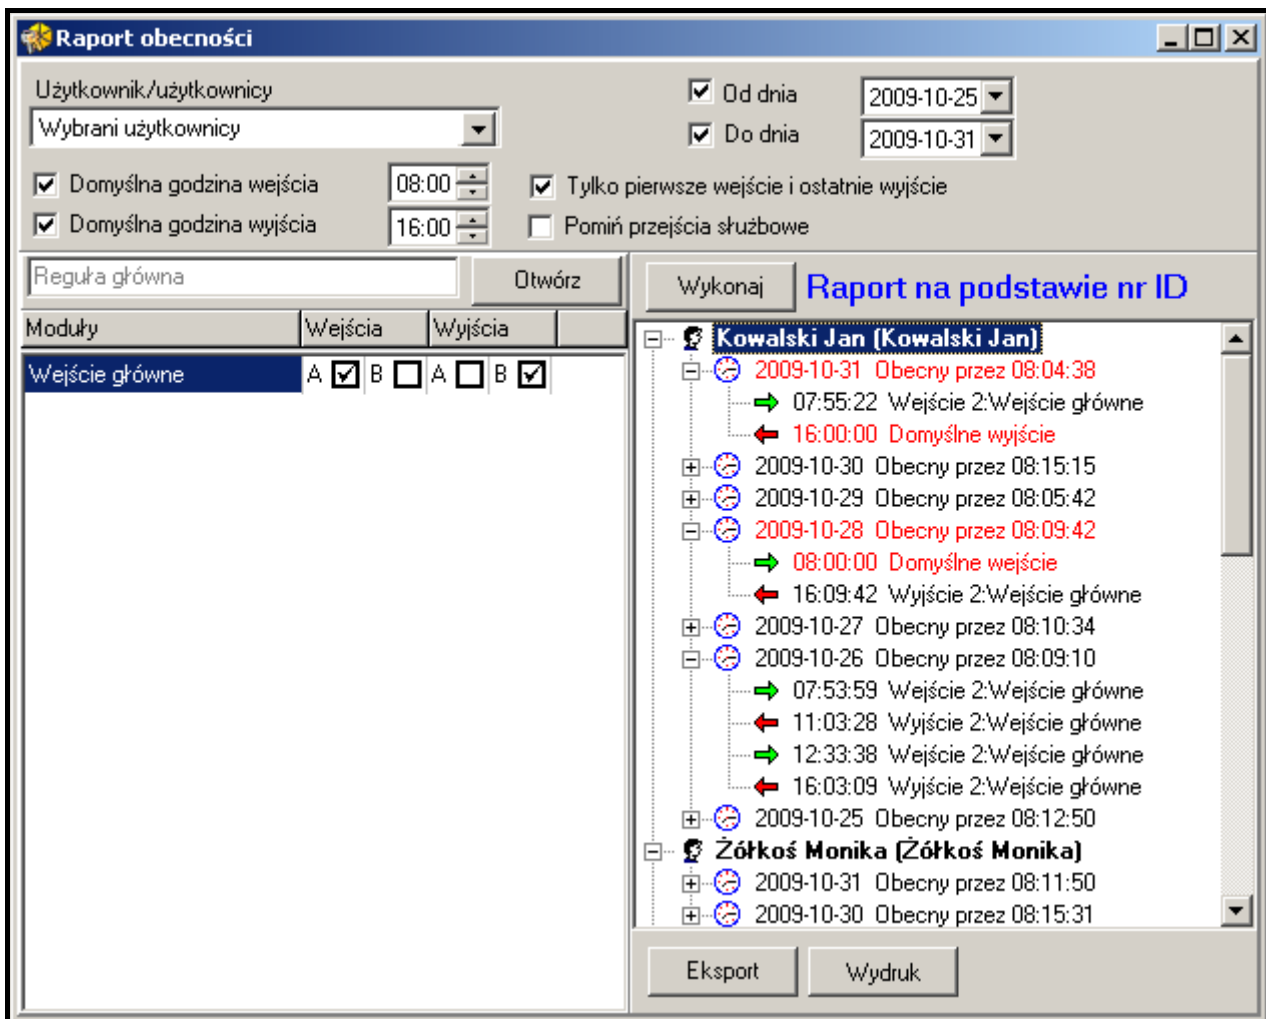 Raport obecności
Użytkownik/użytkownicy
Wybrani użytkownicy
Od dnia 2009-10-25
Do dnia 2009-10-31
Domyślna godzina wejścia 08:00
Tylko pierwsze wejście i ostatnie wyjście
Domyślna godzina wyjścia 16:00
Pomiń przejścia służbowe
Reguła główna
Otwórz
Moduły Wejścia Wyjścia
Wejście główne A B A B
Wykonaj
Raport na podstawie nr ID
Kowalski Jan (Kowalski Jan)
2009-10-31 Obecny przez 08:04:38
07:55:22 Wejście 2:Wejście główne
16:00:00 Domyślne wyjście
2009-10-30 Obecny przez 08:15:15
2009-10-29 Obecny przez 08:05:42
2009-10-28 Obecny przez 08:09:42
08:00:00 Domyślne wejście
16:09:42 Wyjście 2:Wejście główne
2009-10-27 Obecny przez 08:10:34
2009-10-26 Obecny przez 08:09:10
07:53:59 Wejście 2:Wejście główne
11:03:28 Wyjście 2:Wejście główne
12:33:38 Wejście 2:Wejście główne
16:03:09 Wyjście 2:Wejście główne
2009-10-25 Obecny przez 08:12:50
Żółkoś Monika (Żółkoś Monika)
2009-10-31 Obecny przez 08:11:50
2009-10-30 Obecny przez 08:15:31
Eksport
Wydruk